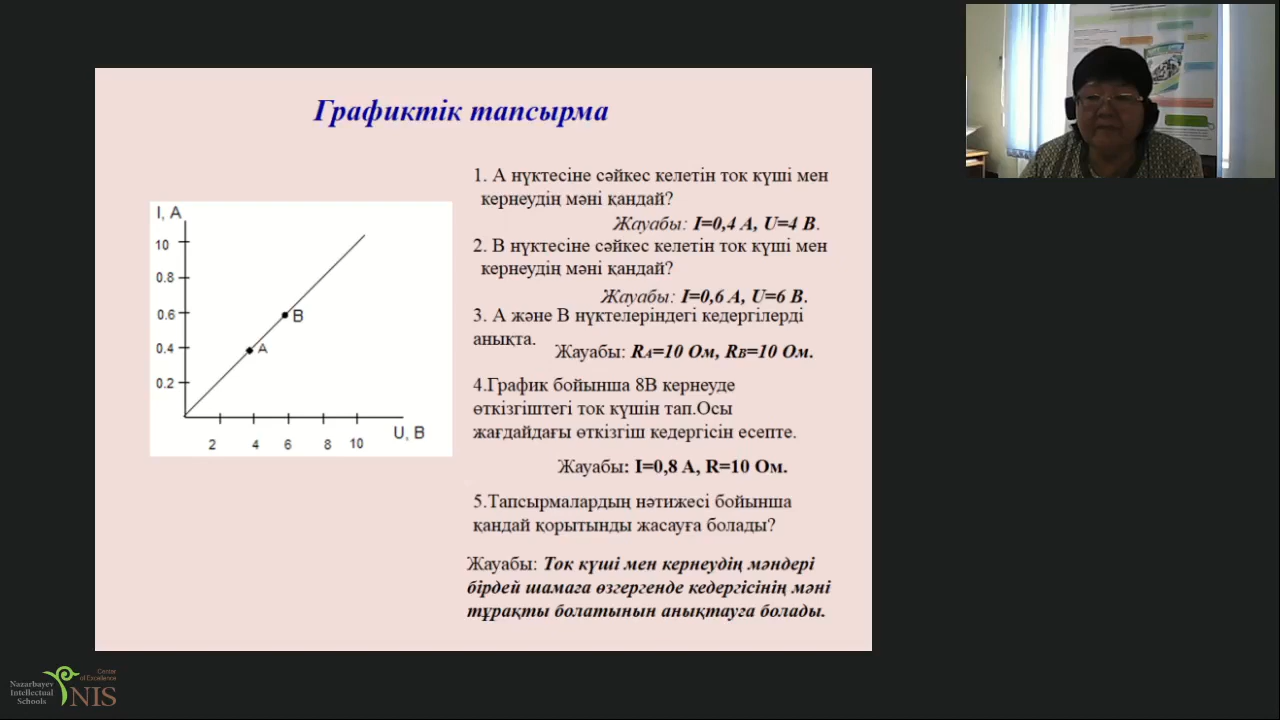 Графиктік тапсырма
I, A
10
0.8
0.6
0.4
0.2
B
A
2
4
6
8
10
U, B
1. А нүктесіне сәйкес келетін ток күші мен
кернеудің мәні қандай?
Жауабы: I=0,4 А, U=4 В.
2. В нүктесіне сәйкес келетін ток күші мен
кернеудің мәні қандай?
Жауабы: I=0,6 А, U=6 В.
3. А және В нүктелеріндегі кедергілерді
анықта.
Жауабы: RA=10 Ом, RB=10 Ом.
4.График бойынша 8В кернеуде
өткізгіштегі ток күшін тап.Осы
жағдайдағы өткізгіш кедергісін есепте.
Жауабы: I=0,8 А, R=10 Ом.
5.Тапсырмалардың нәтижесі бойынша
қандай қорытынды жасауға болады?
Жауабы: Ток күші мен кернеудің мәндері
бірдей шамаға өзгергенде кедергісінің мәні
тұрақты болатынын анықтауға болады.
Nazarbayev
Intellectual
Schools
Center
of Excellence
NIS